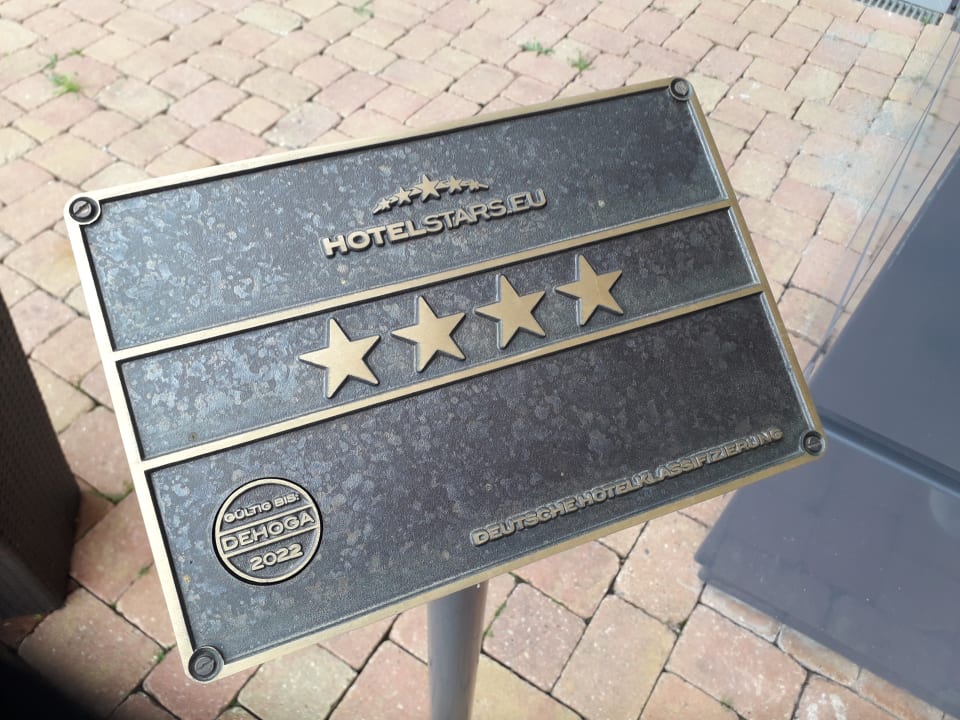 HOTELSTARS.EU
GÜLTIG BIS:
DEHOGA
2022
DEUTSCHE HOTELKLASSIFIZIERUNG